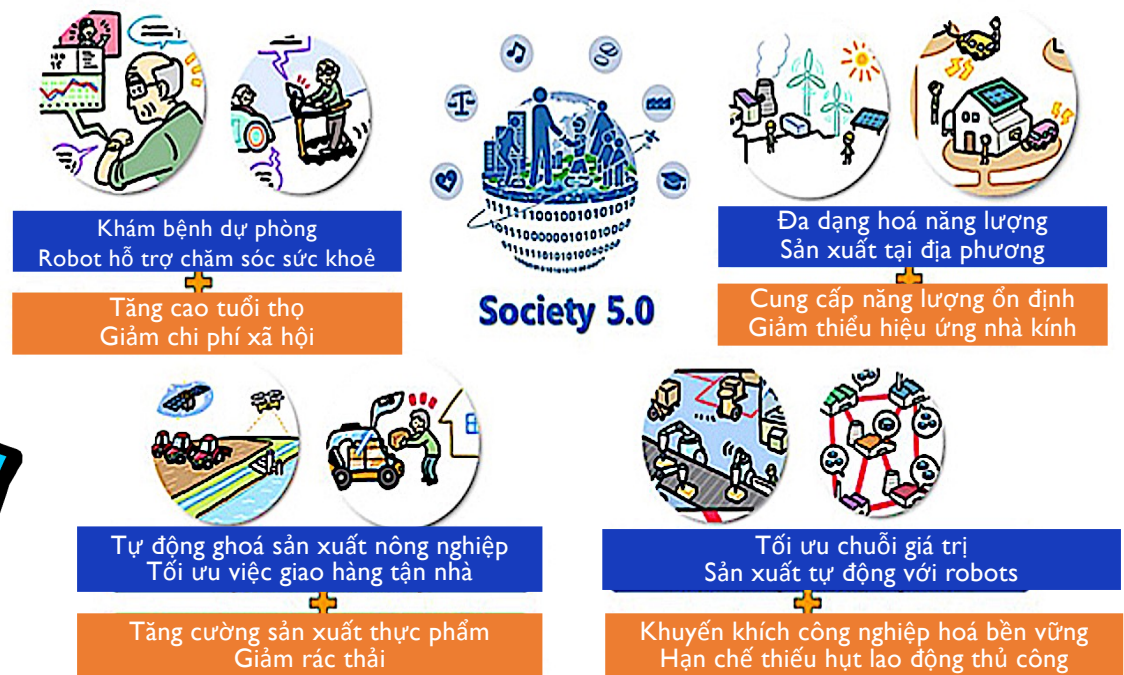 Khám bệnh dự phòng
Robot hỗ trợ chăm sóc sức khoẻ
Tăng cao tuổi thọ
Giảm chi phí xã hội
Society 5.0
Đa dạng hoá năng lượng
Sản xuất tại địa phương
Cung cấp năng lượng ổn định
Giảm thiểu hiệu ứng nhà kính
Tự động ghoá sản xuất nông nghiệp
Tối ưu việc giao hàng tận nhà
Tăng cường sản xuất thực phẩm
Giảm rác thải
Tối ưu chuỗi giá trị
Sản xuất tự động với robots
Khuyến khích công nghiệp hoá bền vững
Hạn chế thiếu hụt lao động thủ công